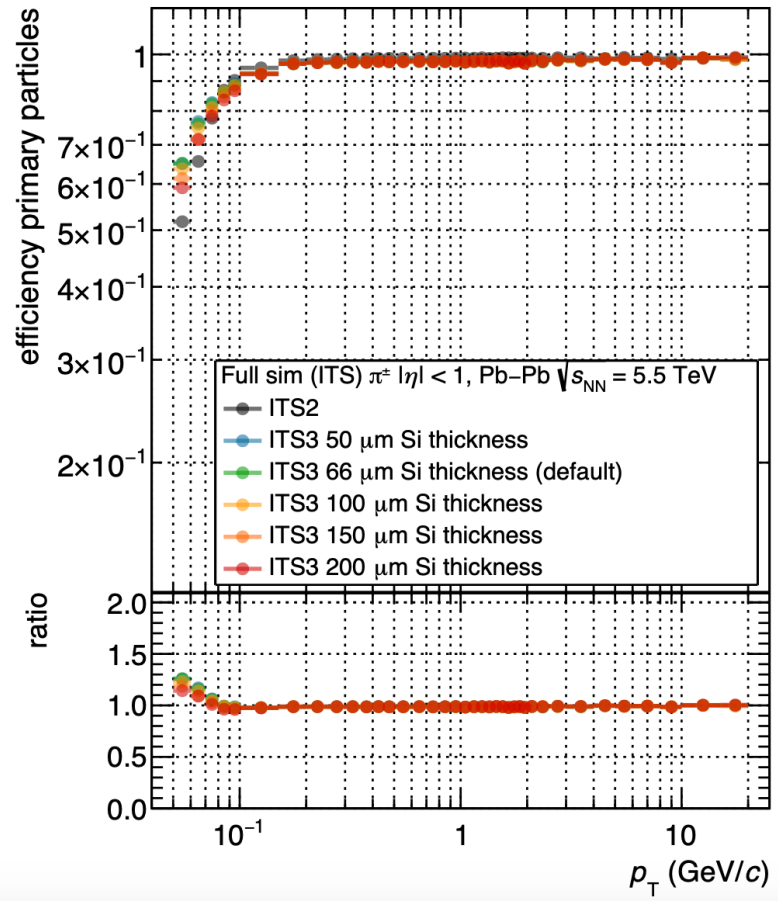 efficiency primary particles
1
7×10⁻¹
6×10⁻¹
5×10⁻¹
4×10⁻¹
3×10⁻¹
2×10⁻¹
Full sim (ITS) π± |η| < 1, Pb−Pb √sNN = 5.5 TeV
ITS2
ITS3 50 μm Si thickness
ITS3 66 μm Si thickness (default)
ITS3 100 μm Si thickness
ITS3 150 μm Si thickness
ITS3 200 μm Si thickness
ratio
2.0
1.5
1.0
0.5
0.0
10⁻¹ 1 10
pT (GeV/c)